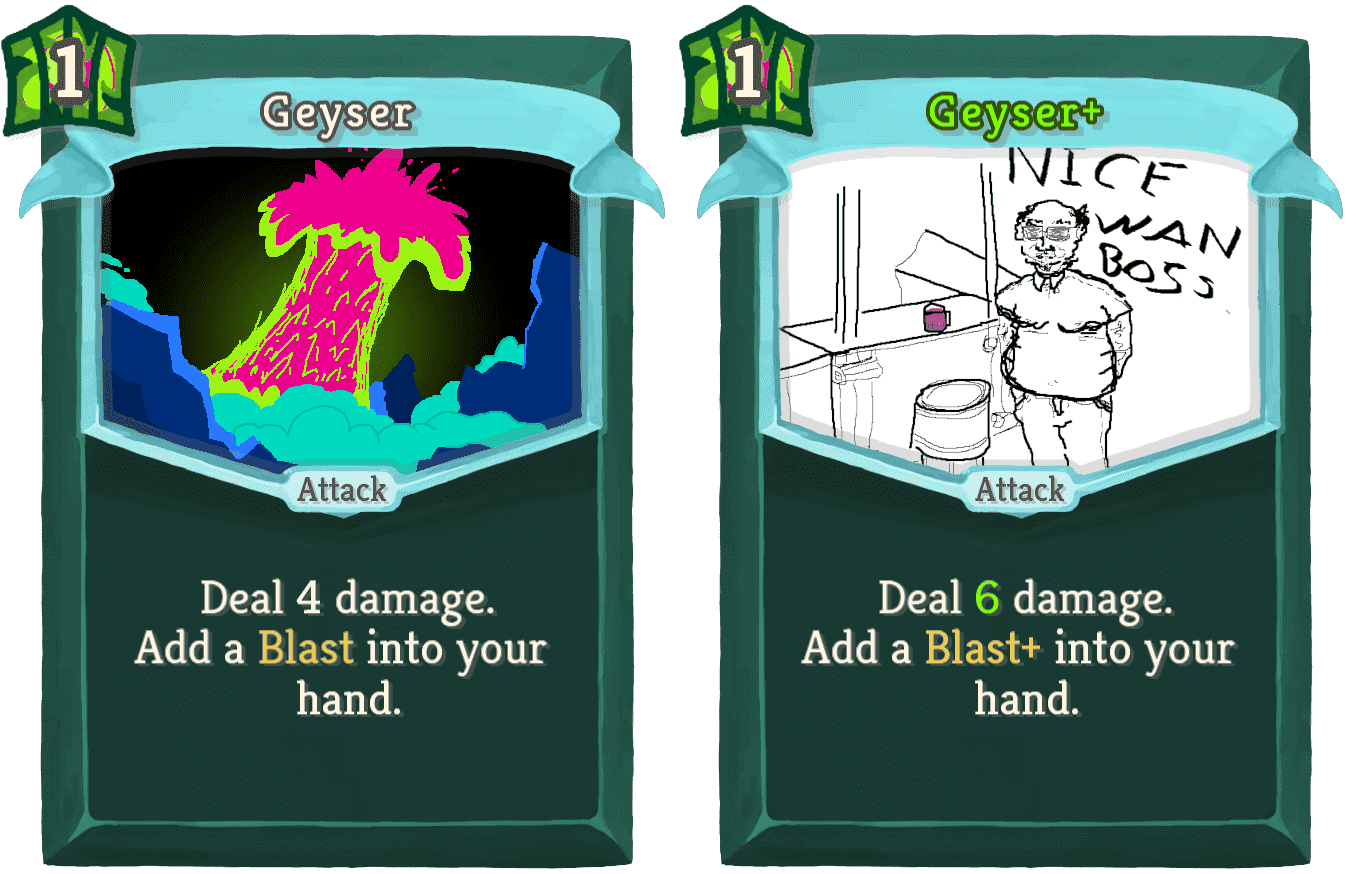 1
Geyser
Attack
Deal 4 damage.
Add a Blast into your
hand.
1
Geyser+
NICE
WAN
BOSS
Attack
Deal 6 damage.
Add a Blast+ into your
hand.